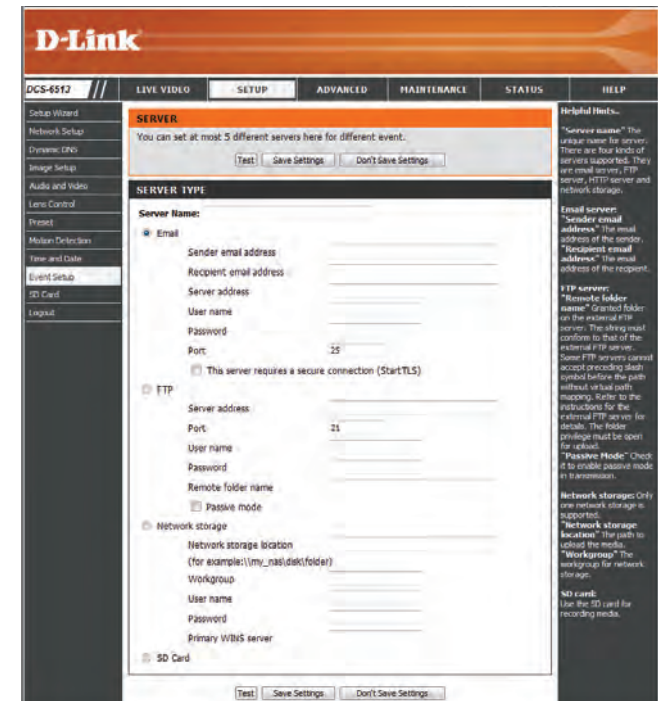 D-Link
DCS-6513 // LIVE VIDEO SETUP ADVANCED MAINTENANCE STATUS HELP
Setup Wizard
Network Setup
Dynamic DNS
Image Setup
Audio and Video
Lens Control
Preset
Motion Detection
Time and Date
Event Setup
SD Card
Logout
SERVER
You can set at most 5 different servers here for different event.
Test Save Settings Don't Save Settings
SERVER TYPE
Server Name:
Email
Sender email address
Recipient email address
Server address
User name
Password
Port 25
This server requires a secure connection (StartTLS)
FTP
Server address
Port 21
User name
Password
Remote folder name
Passive mode
Network storage
Network storage location
(for example:\\my_nas\disk\folder)
Workgroup
User name
Password
Primary WINS server
SD Card
Test Save Settings Don't Save Settings
Helpful Hints..
"Server name" The
unique name for server.
There are four kinds of
servers supported. They
are email server, FTP
server, HTTP server and
network storage.
Email server:
"Sender email
address" The email
address of the sender.
"Recipient email
address" The email
address of the recipient.
FTP server:
"Remote folder
name" Granted folder
on the external FTP
server. The string must
conform to that of the
external FTP server.
Some FTP servers cannot
accept preceding slash
symbol before the path
without virtual path
mapping. Refer to the
instructions for the
external FTP server for
details. The folder
privilege must be open
for upload.
"Passive Mode" Check
it to enable passive mode
in transmission.
Network storage: Only
one network storage is
supported.
"Network storage
location" The path to
upload the media.
"Workgroup" The
workgroup for network
storage.
SD card:
Use the SD card for
recording media.